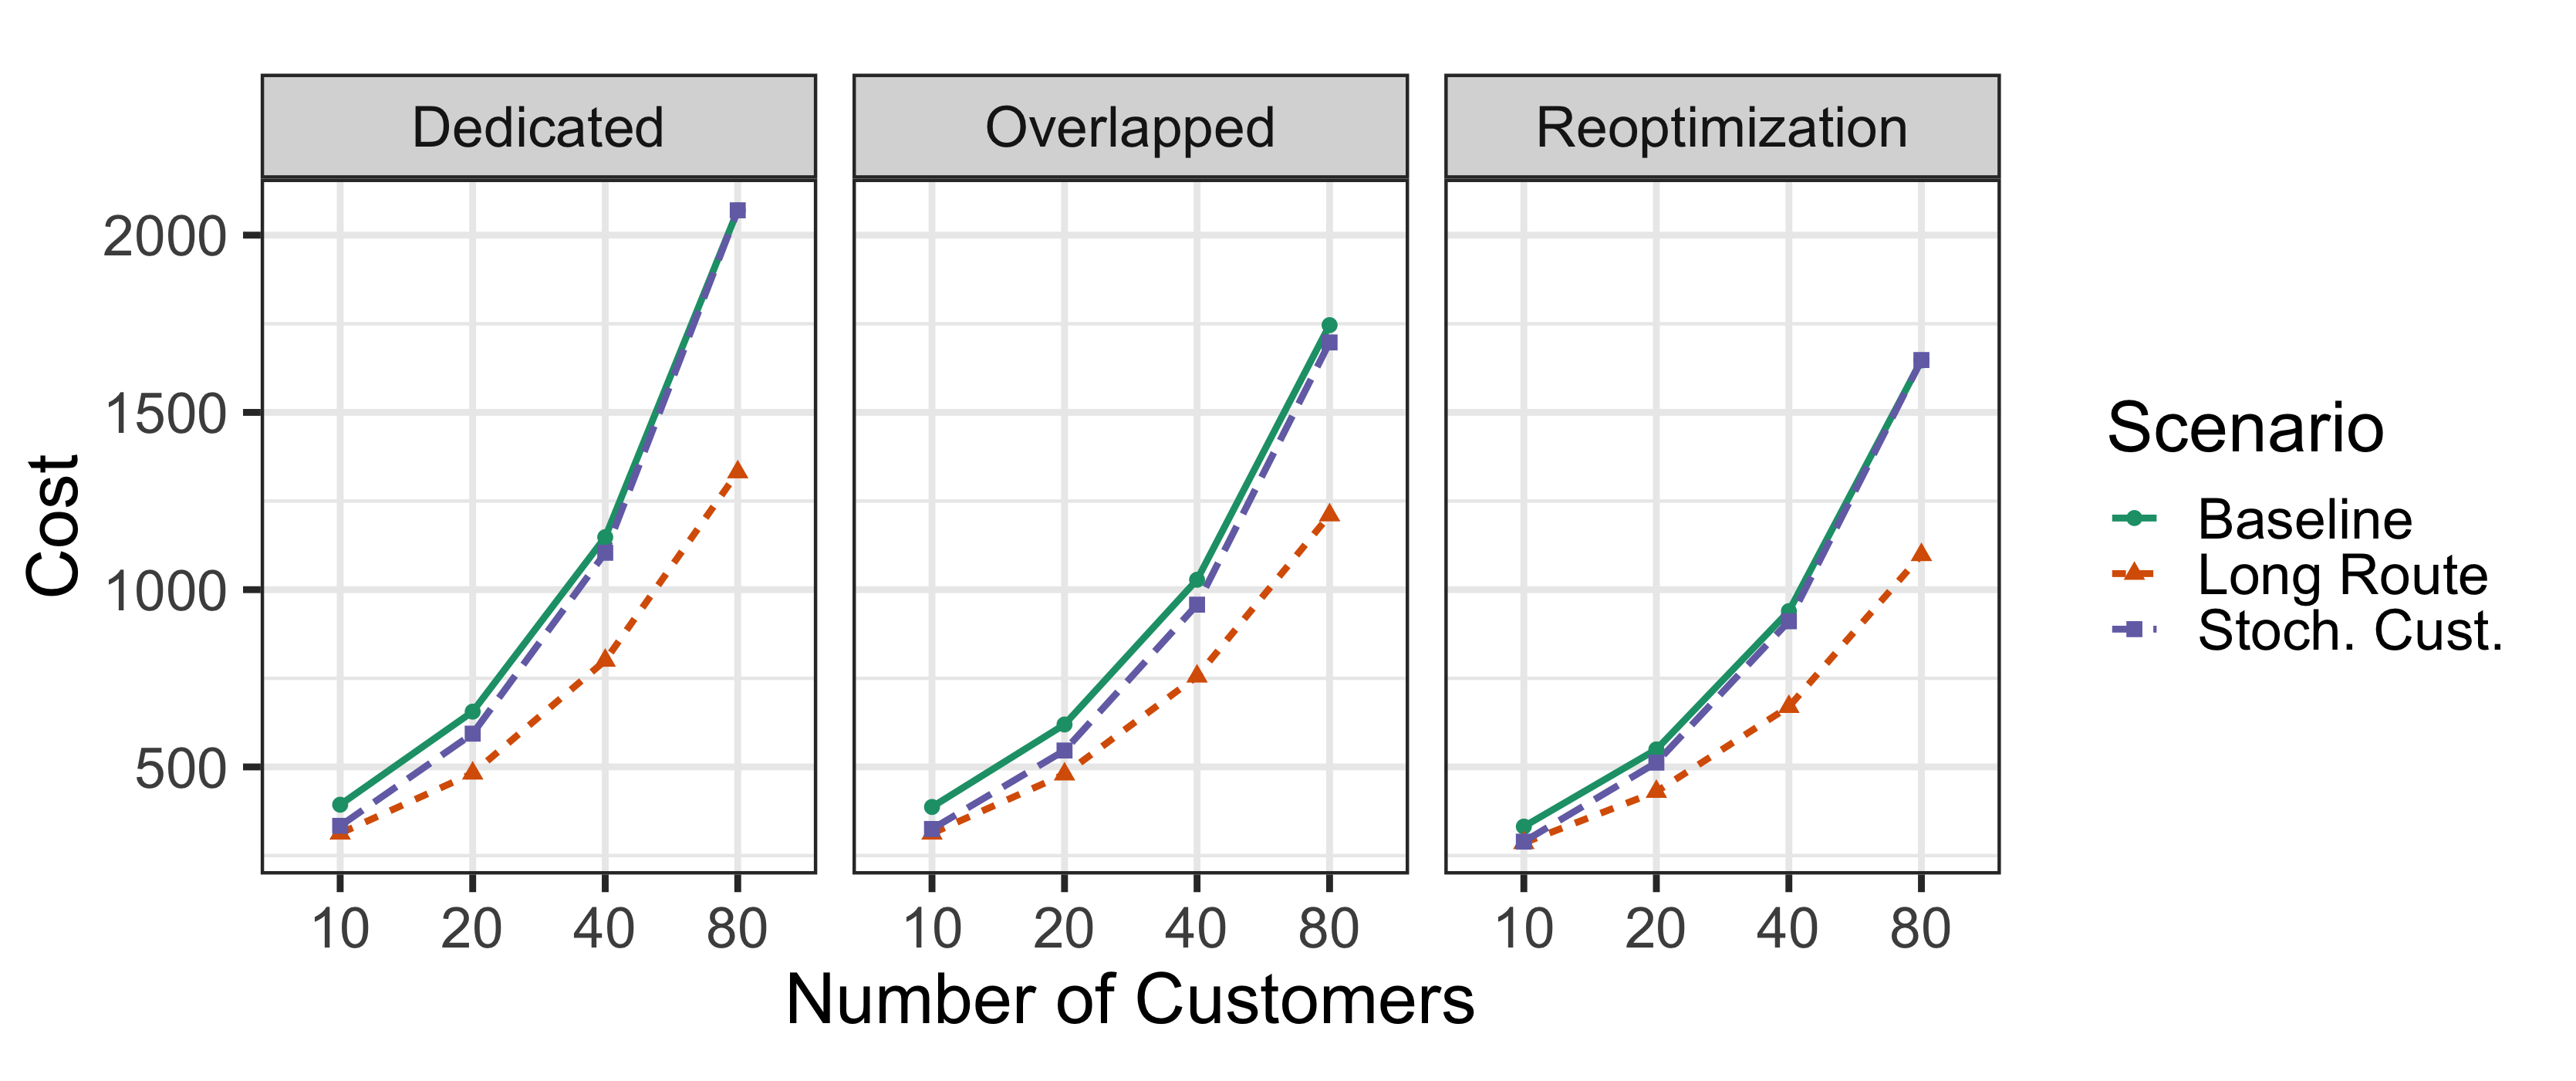 Dedicated Overlapped Reoptimization
2000
1500
1000
500
Cost
10 20 40 80 10 20 40 80 10 20 40 80
Number of Customers
Scenario
Baseline
Long Route
Stoch. Cust.